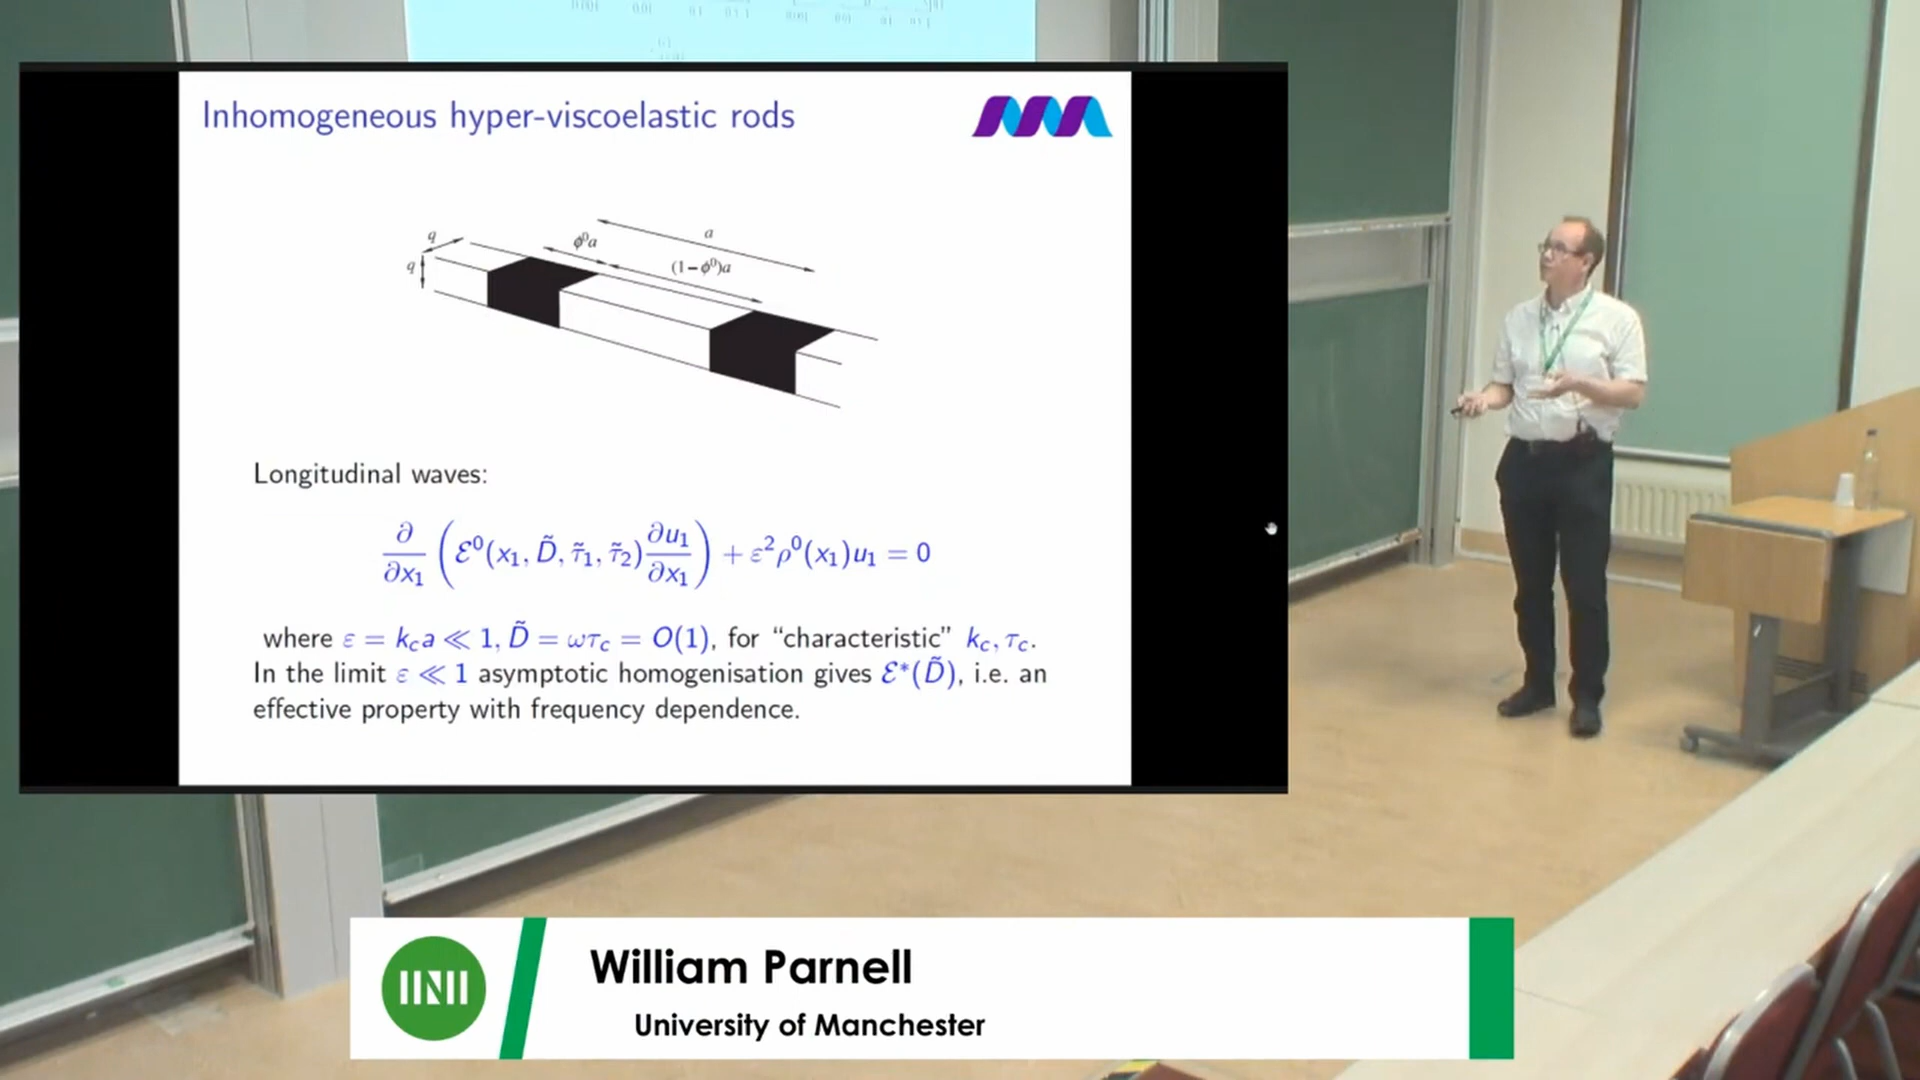 Inhomogeneous hyper-viscoelastic rods
q
q
ϕ⁰a
a
(1−ϕ⁰)a
Longitudinal waves:
∂/∂x₁ (ℰ⁰(x₁, D̃, τ̃₁, τ̃₂) ∂u₁/∂x₁) + ε²ρ⁰(x₁)u₁ = 0
where ε = k_c a ≪ 1, D̃ = ωτ_c = O(1), for “characteristic” k_c, τ_c.
In the limit ε ≪ 1 asymptotic homogenisation gives ℰ*(D̃), i.e. an
effective property with frequency dependence.
William Parnell
University of Manchester